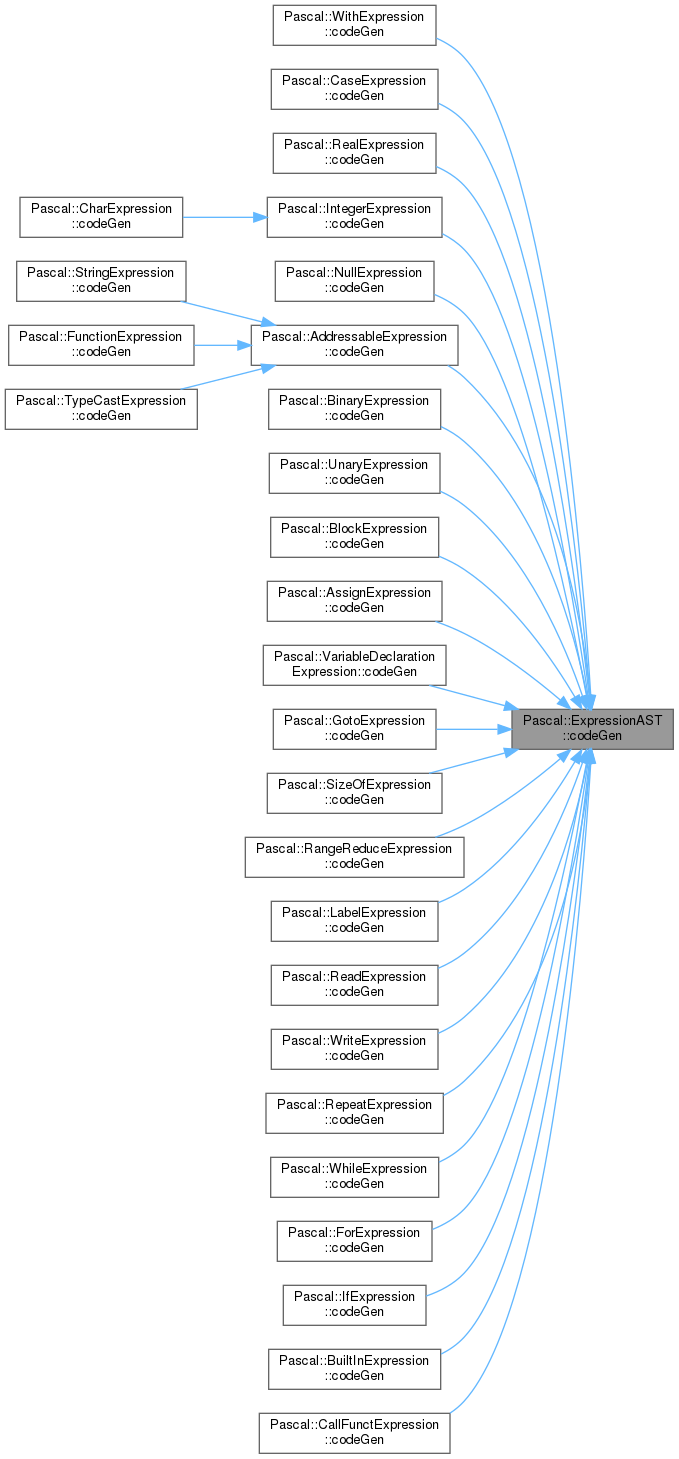 Pascal::WithExpression
::codeGen
Pascal::CaseExpression
::codeGen
Pascal::RealExpression
::codeGen
Pascal::CharExpression
::codeGen
Pascal::IntegerExpression
::codeGen
Pascal::StringExpression
::codeGen
Pascal::NullExpression
::codeGen
Pascal::FunctionExpression
::codeGen
Pascal::AddressableExpression
::codeGen
Pascal::TypeCastExpression
::codeGen
Pascal::BinaryExpression
::codeGen
Pascal::UnaryExpression
::codeGen
Pascal::BlockExpression
::codeGen
Pascal::AssignExpression
::codeGen
Pascal::VariableDeclaration
Expression::codeGen
Pascal::GotoExpression
::codeGen
Pascal::ExpressionAST
::codeGen
Pascal::SizeOfExpression
::codeGen
Pascal::RangeReduceExpression
::codeGen
Pascal::LabelExpression
::codeGen
Pascal::ReadExpression
::codeGen
Pascal::WriteExpression
::codeGen
Pascal::RepeatExpression
::codeGen
Pascal::WhileExpression
::codeGen
Pascal::ForExpression
::codeGen
Pascal::IfExpression
::codeGen
Pascal::BuiltInExpression
::codeGen
Pascal::CallFunctExpression
::codeGen